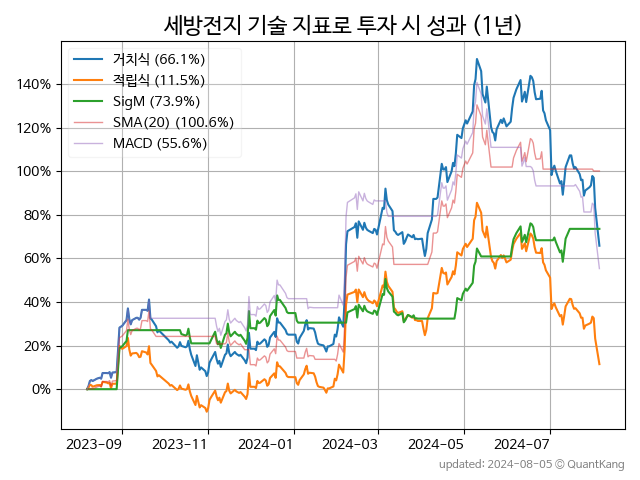 세방전지 기술 지표로 투자 시 성과 (1년)
거치식 (66.1%)
적립식 (11.5%)
SigM (73.9%)
SMA(20) (100.6%)
MACD (55.6%)
140%
120%
100%
80%
60%
40%
20%
0%
2023-09 2023-11 2024-01 2024-03 2024-05 2024-07
updated: 2024-08-05 © QuantKang